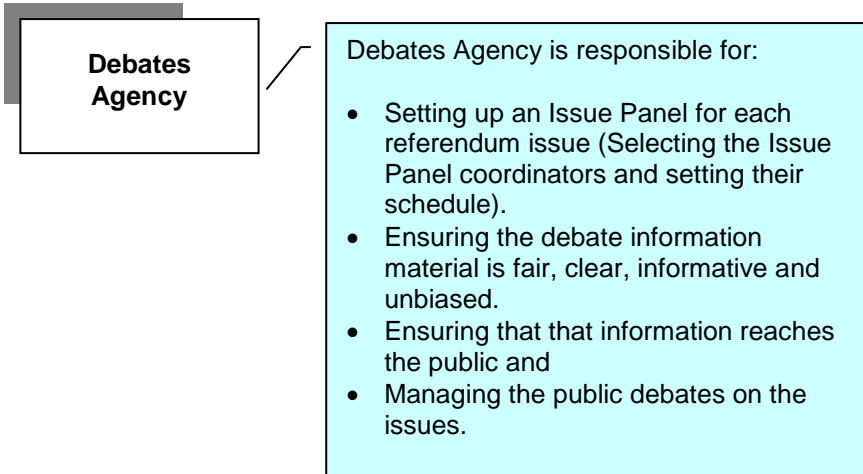 Debates
Agency
Debates Agency is responsible for:
• Setting up an Issue Panel for each
referendum issue (Selecting the Issue
Panel coordinators and setting their
schedule).
• Ensuring the debate information
material is fair, clear, informative and
unbiased.
• Ensuring that that information reaches
the public and
• Managing the public debates on the
issues.